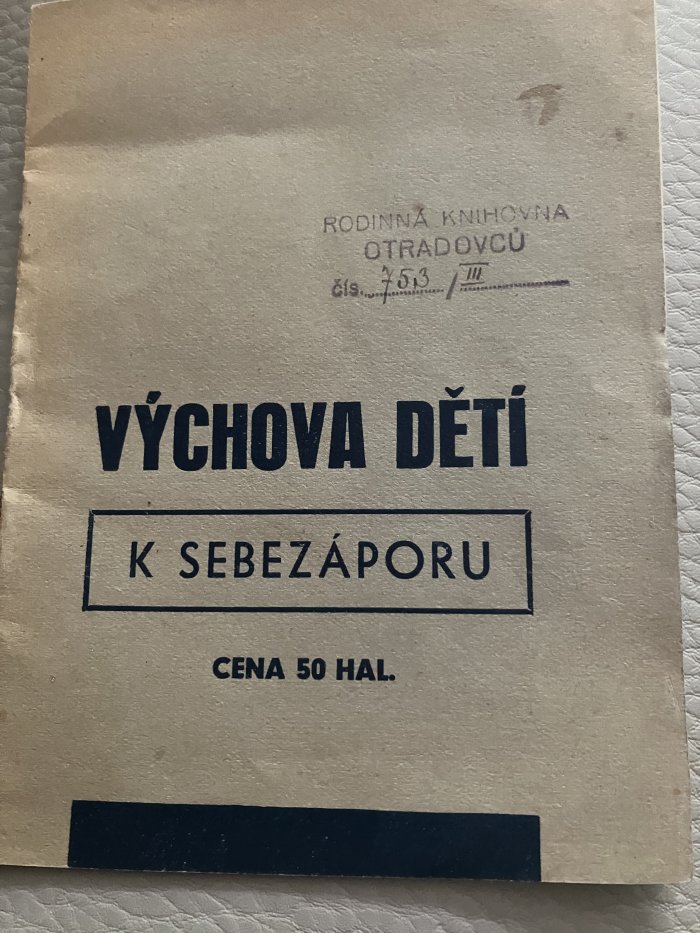 RODINNÁ KNIHOVNA
OTRADOVCŮ
čís. 753 / III
VÝCHOVA DĚTÍ
K SEBEZÁPORU
CENA 50 HAL.